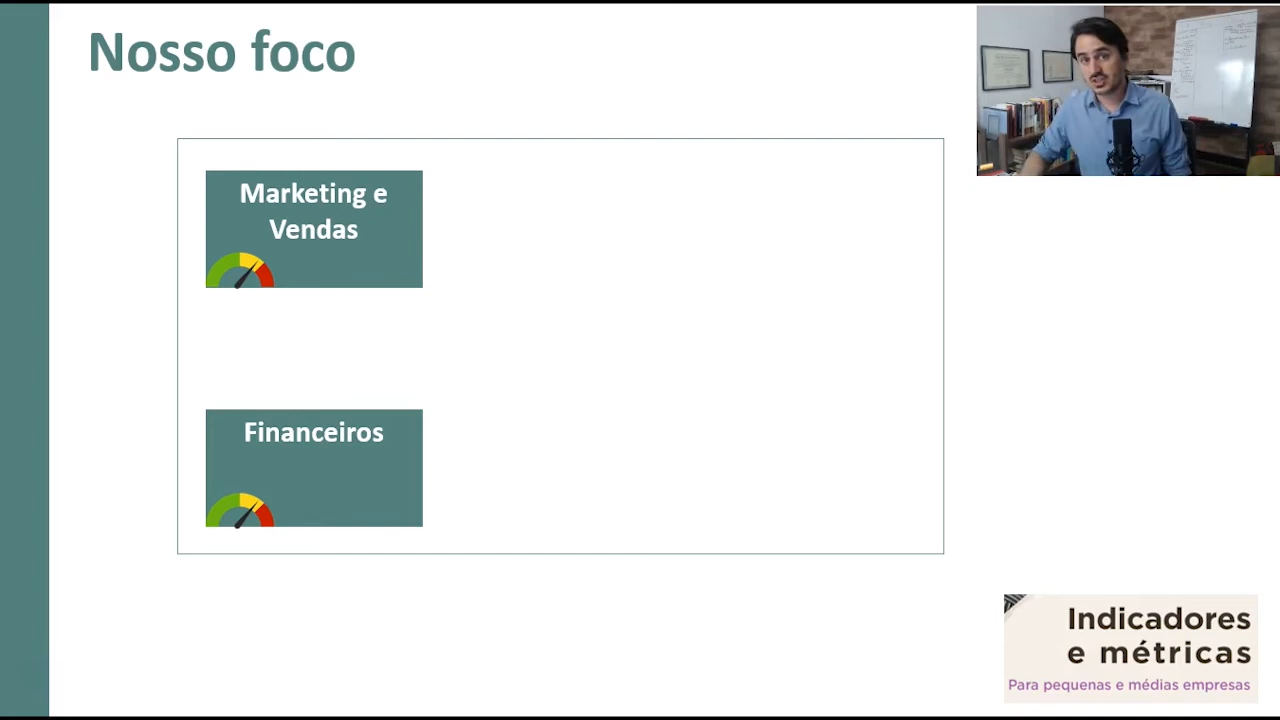 Nosso foco
Marketing e
Vendas
Financeiros
Indicadores
e métricas
Para pequenas e médias empresas